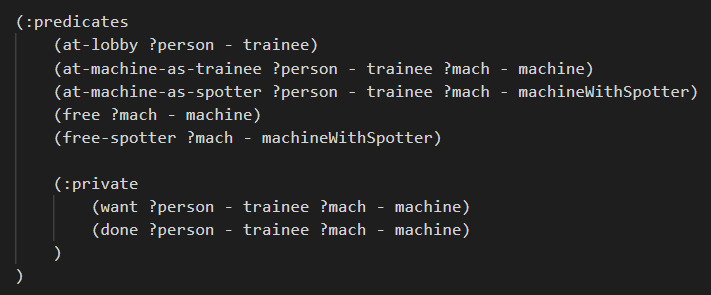 (:predicates
(at-lobby ?person - trainee)
(at-machine-as-trainee ?person - trainee ?mach - machine)
(at-machine-as-spotter ?person - trainee ?mach - machineWithSpotter)
(free ?mach - machine)
(free-spotter ?mach - machineWithSpotter)
(:private
(want ?person - trainee ?mach - machine)
(done ?person - trainee ?mach - machine)
)
)